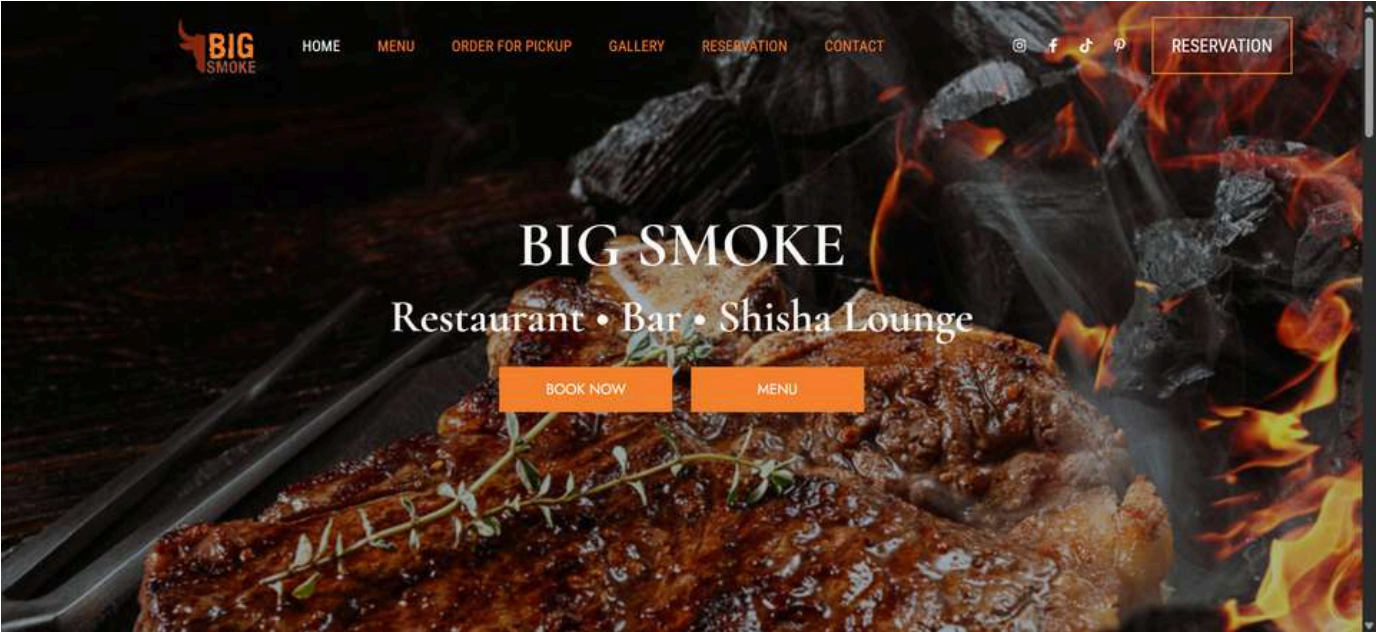 BIG
SMOKE
HOME MENU ORDER FOR PICKUP GALLERY RESERVATION CONTACT RESERVATION
BIG SMOKE
Restaurant • Bar • Shisha Lounge
BOOK NOW MENU